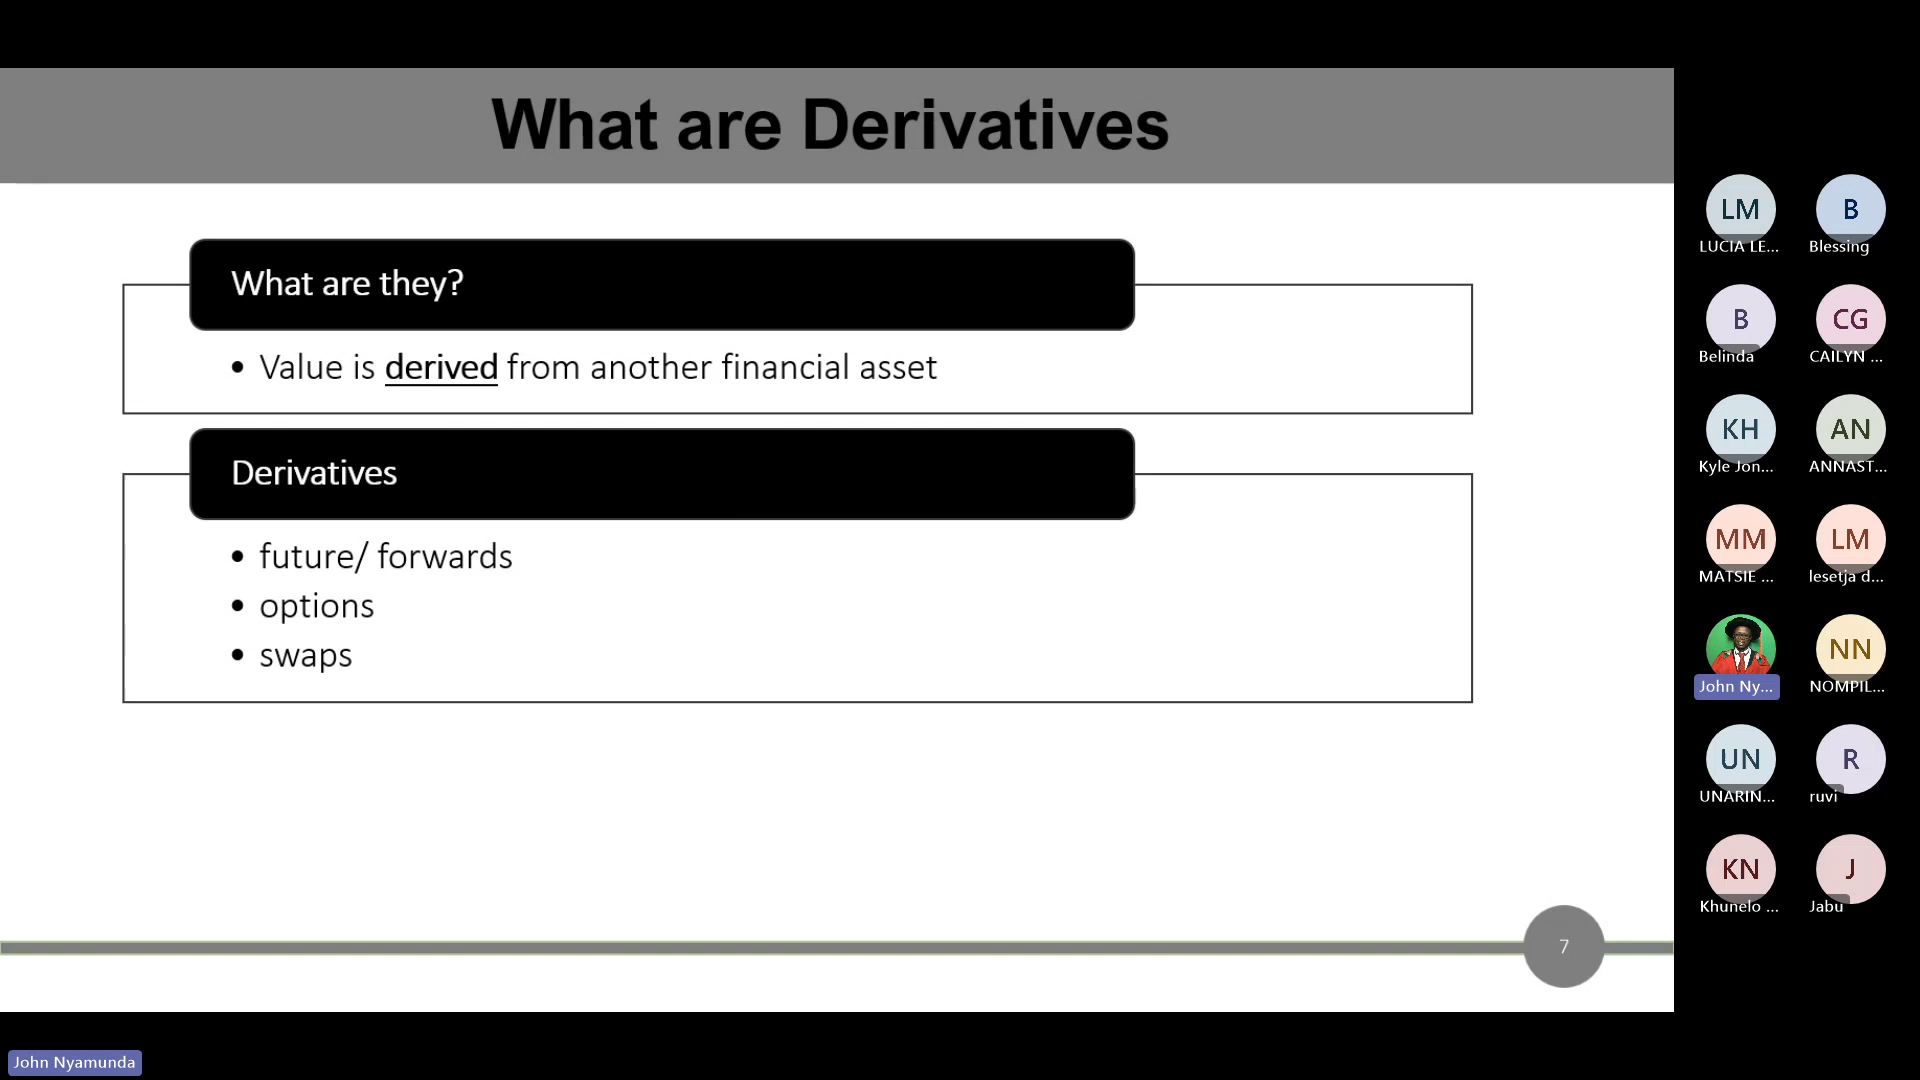 What are Derivatives
What are they?
• Value is derived from another financial asset
Derivatives
• future/ forwards
• options
• swaps
7
LM
LUCIA LE...
B
Blessing
B
Belinda
CG
CAILYN ...
KH
Kyle Jon...
AN
ANNAST...
MM
MATSIE ...
LM
lesetja d...
John Ny...
NN
NOMPIL...
UN
UNARIN...
R
ruvi
KN
Khunelo ...
J
Jabu
John Nyamunda